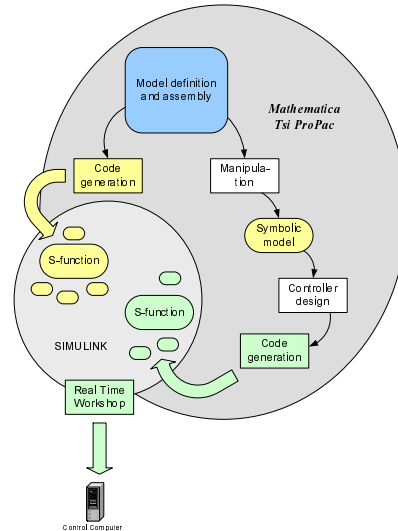 Model definition
and assembly
Mathematica
Tsi ProPac
Code
generation
Manipula-
tion
S-function
Symbolic
model
S-function
Controller
design
SIMULINK
Code
generation
Real Time
Workshop
Control Computer